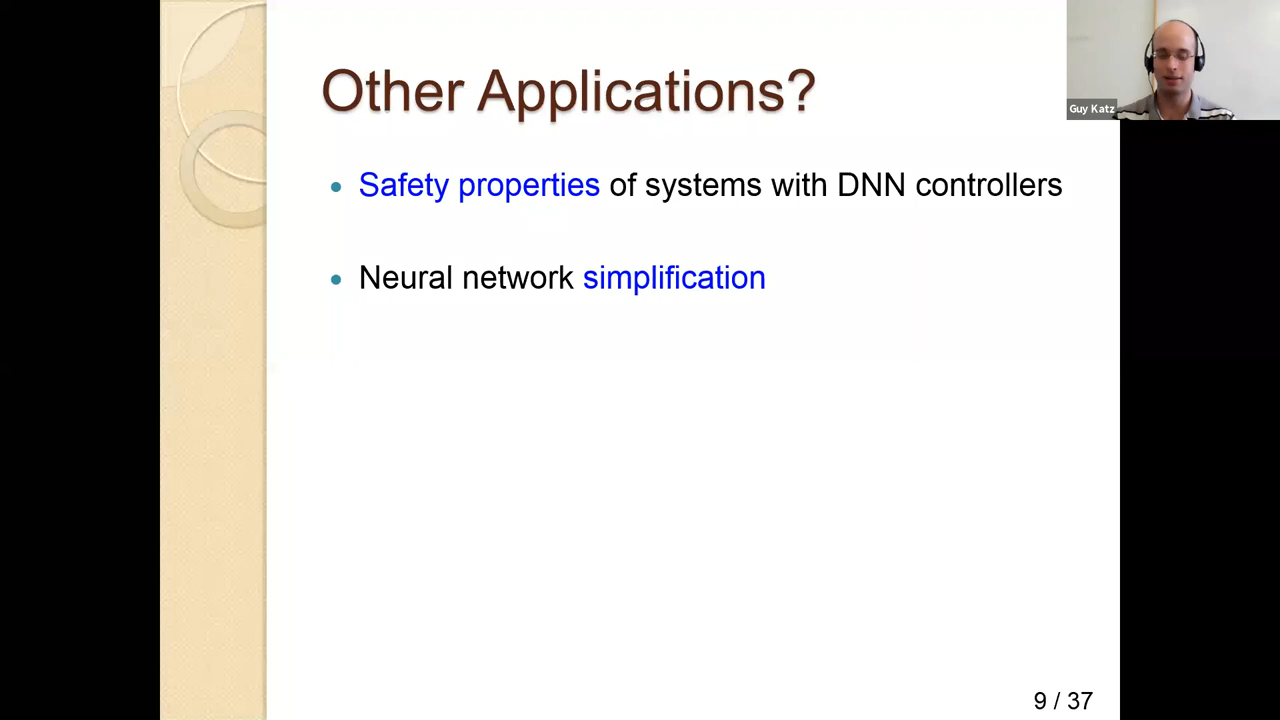 Other Applications?
Guy Katz
Safety properties of systems with DNN controllers
Neural network simplification
9 / 37